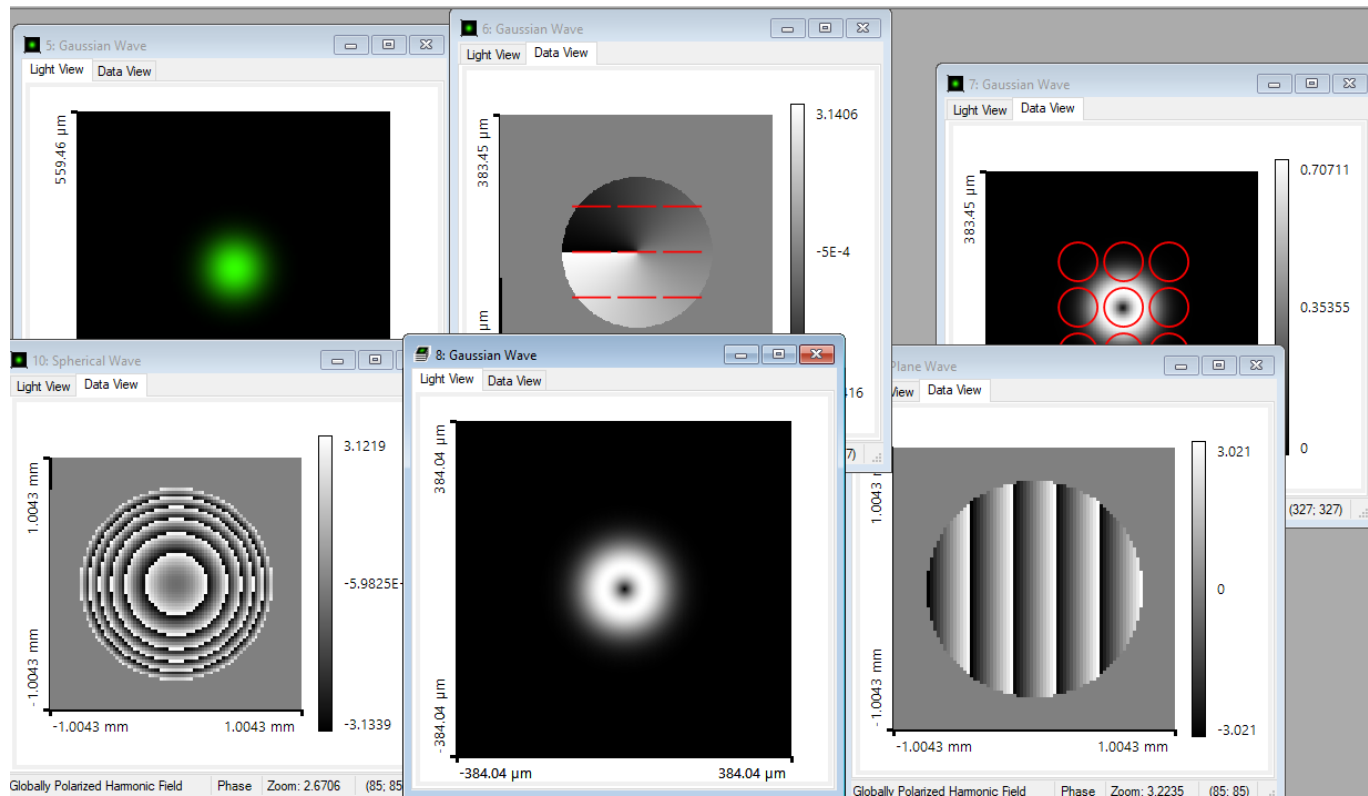 5: Gaussian Wave
Light View Data View
559.46 µm
6: Gaussian Wave
Light View Data View
383.45 µm
3.1406
-5E-4
7: Gaussian Wave
Light View Data View
383.45 µm
0.70711
0.35355
0
(327; 327)
10: Spherical Wave
Light View Data View
1.0043 mm
-1.0043 mm
-1.0043 mm 1.0043 mm
3.1219
-5.9825E-
-3.1339
Globally Polarized Harmonic Field Phase Zoom: 2.6706 (85; 85)
8: Gaussian Wave
Light View Data View
384.04 µm
-384.04 µm
-384.04 µm 384.04 µm
Plane Wave
View Data View
1.0043 mm
-1.0043 mm
-1.0043 mm 1.0043 mm
3.021
0
-3.021
Globally Polarized Harmonic Field Phase Zoom: 3.2235 (85; 85)